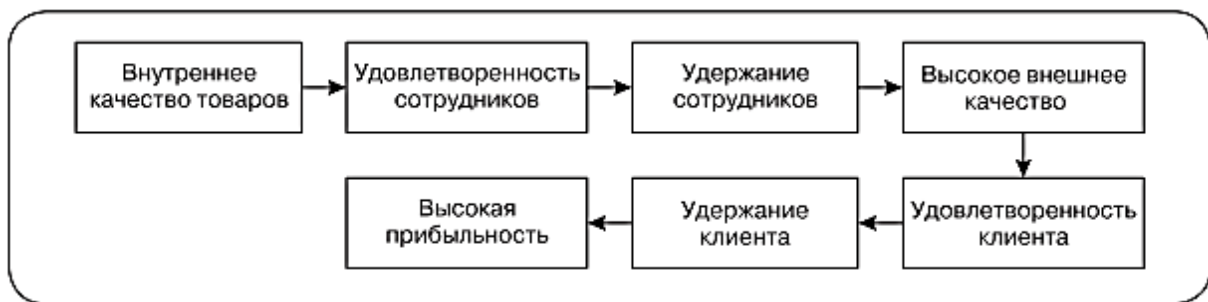 Внутреннее
качество товаров
Удовлетворенность
сотрудников
Удержание
сотрудников
Высокое внешнее
качество
Удовлетворенность
клиента
Удержание
клиента
Высокая
прибыльность